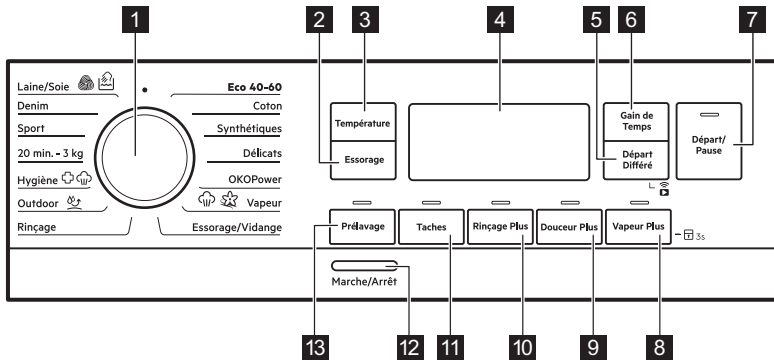 1
2
3
4
5
6
7
Laine/Soie
Denim
Sport
20 min. - 3 kg
Hygiène
Outdoor
Rinçage
Eco 40-60
Coton
Synthétiques
Délicats
OKOPower
Vapeur
Essorage/Vidange
Température
Essorage
Gain de
Temps
Départ
Différé
Départ/
Pause
Prélavage
Taches
Rinçage Plus
Douceur Plus
Vapeur Plus
3s
Marche/Arrêt
13
12
11
10
9
8